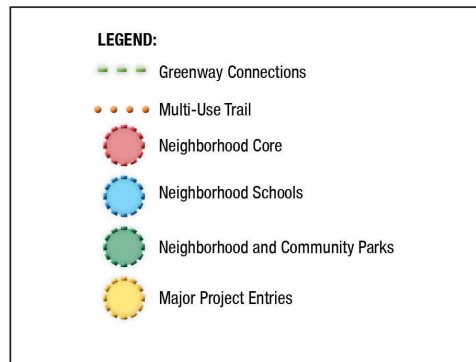 LEGEND:
Greenway Connections
Multi-Use Trail
Neighborhood Core
Neighborhood Schools
Neighborhood and Community Parks
Major Project Entries